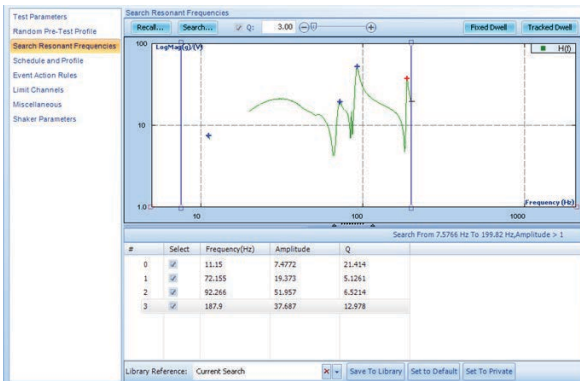 Test Parameters
Random Pre-Test Profile
Search Resonant Frequencies
Schedule and Profile
Event Action Rules
Limit Channels
Miscellaneous
Shaker Parameters
Search Resonant Frequencies
Recall... Search... Q: 3.00 Fixed Dwell Tracked Dwell
LogMag(g)/(V)
H(f)
100
10
1.0
10 100 1000
Frequency (Hz)
Search From 7.5766 Hz To 199.82 Hz,Amplitude > 1
# Select Frequency(Hz) Amplitude Q
0 11.15 7.4772 21.414
1 72.155 19.373 5.1261
2 92.266 51.957 6.5214
3 187.9 37.687 12.978
Library Reference: Current Search Save To Library Set to Default Set To Private